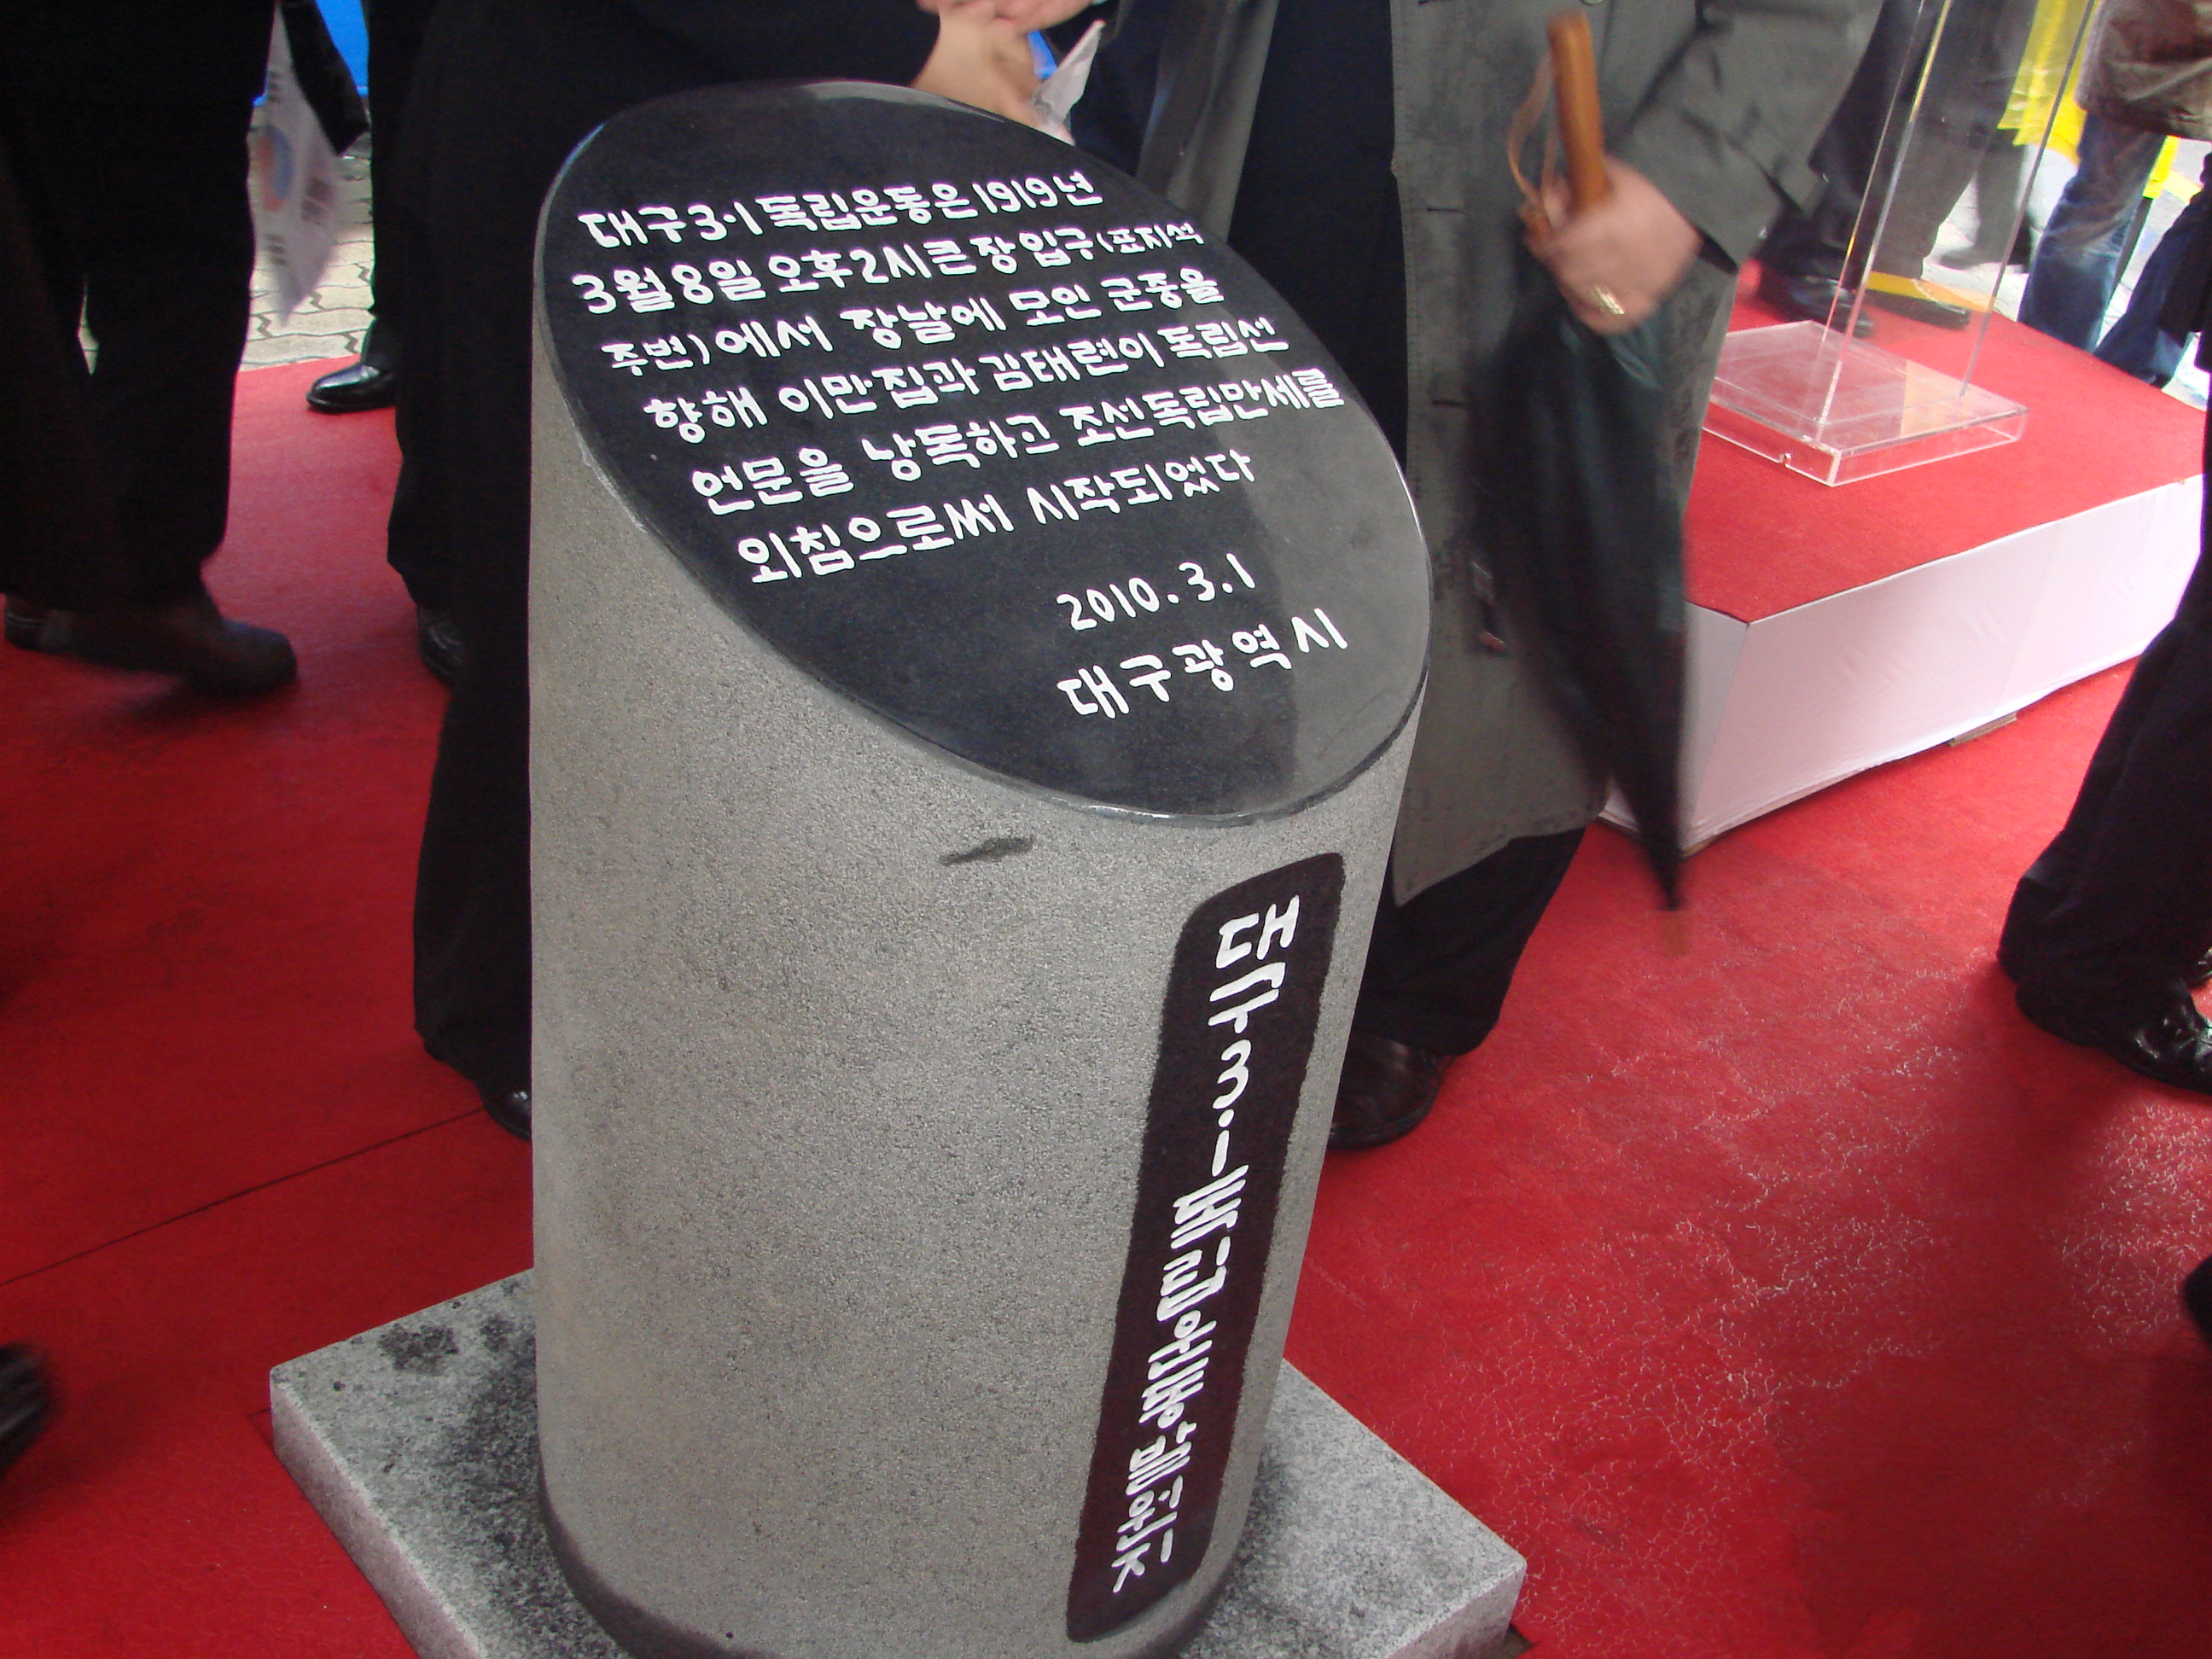 대구3·1독립운동은1919년
3월8일 오후2시큰장입구(표지석
주변)에서 장날에 모인 군중을
향해 이만집과 김태련이 독립선
언문을 낭독하고 조선독립만세를
외침으로써 시작되었다
2010.3.1
대구광역시
대구3·1독립운동발원지